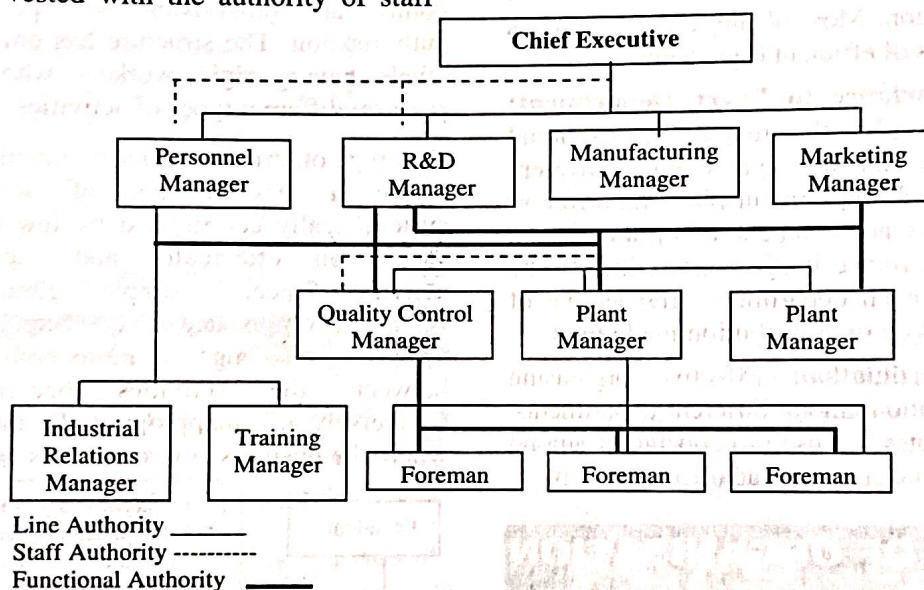 vested with the authority of staff
Chief Executive
Personnel
Manager
R&D
Manager
Manufacturing
Manager
Marketing
Manager
Quality Control
Manager
Plant
Manager
Plant
Manager
Industrial
Relations
Manager
Training
Manager
Foreman
Foreman
Foreman
Line Authority
Staff Authority ----------
Functional Authority